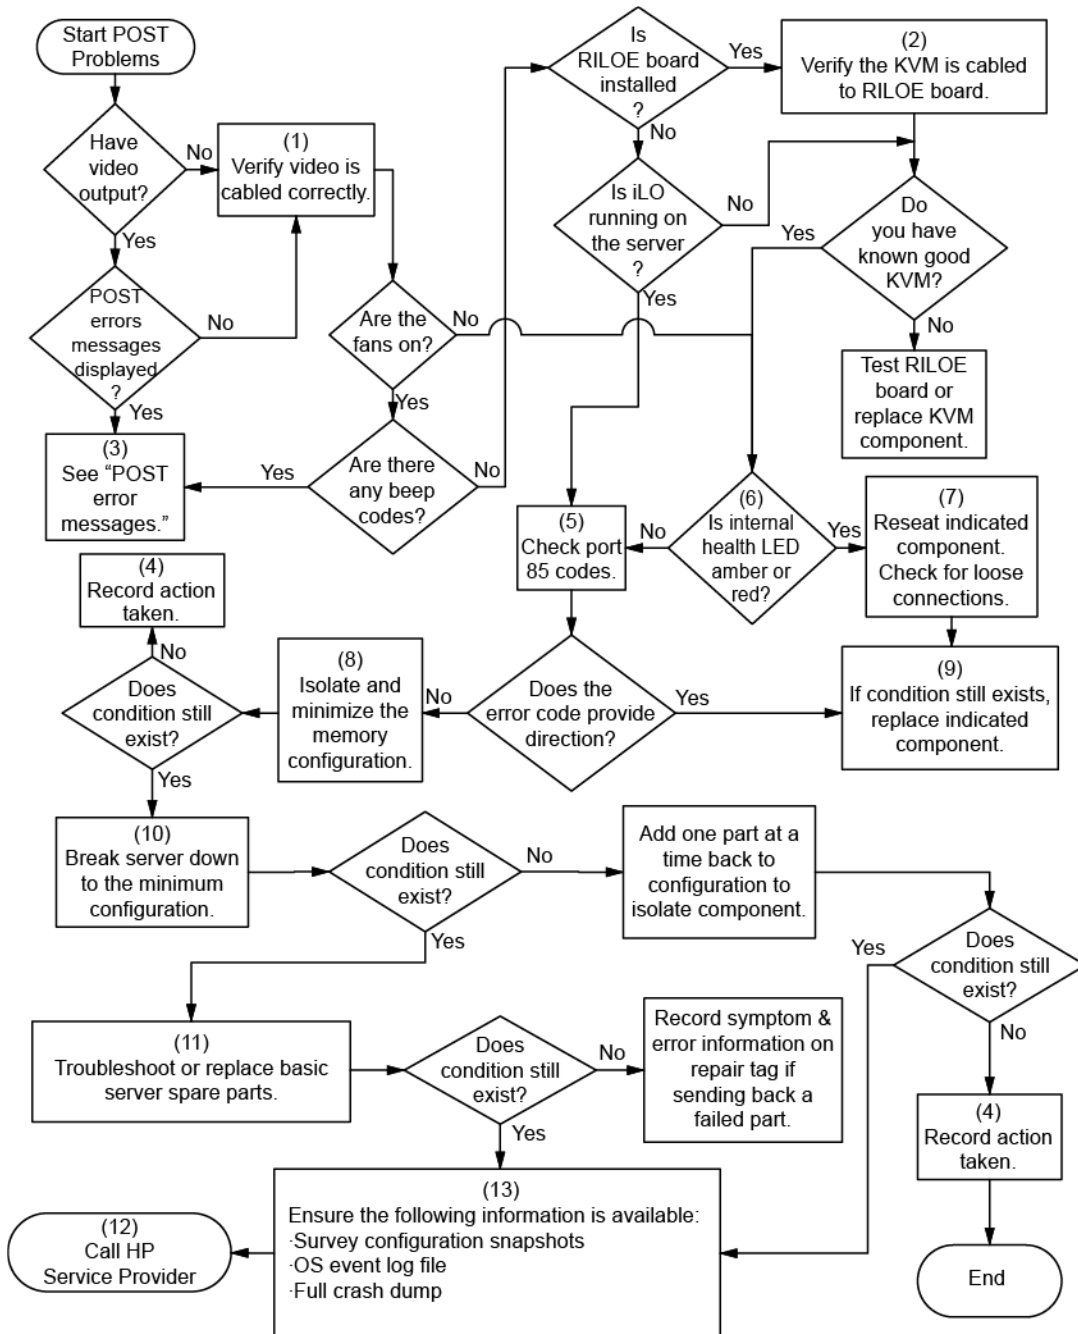 Start POST
Problems
Have
video
output?
No
Yes
(1)
Verify video is
cabled correctly.
POST
errors
messages
displayed
?
No
Yes
Are the
fans on?
No
Yes
(3)
See “POST
error
messages.”
Yes
Are there
any beep
codes?
No
Is
RILOE board
installed
?
Yes
No
(2)
Verify the KVM is cabled
to RILOE board.
Is iLO
running on
the server
?
No
Yes
Do
you have
known good
KVM?
Yes
No
Test RILOE
board or
replace KVM
component.
(5)
Check port
85 codes.
No
(6)
Is internal
health LED
amber or
red?
Yes
(7)
Reseat indicated
component.
Check for loose
connections.
(4)
Record action
taken.
No
Does
condition still
exist?
Yes
(8)
Isolate and
minimize the
memory
configuration.
No
Does the
error code provide
direction?
Yes
(9)
If condition still exists,
replace indicated
component.
(10)
Break server down
to the minimum
configuration.
Does
condition still
exist?
No
Yes
Add one part at a
time back to
configuration to
isolate component.
Yes
Does
condition still
exist?
No
(11)
Troubleshoot or replace basic
server spare parts.
Does
condition still
exist?
No
Yes
Record symptom &
error information on
repair tag if
sending back a
failed part.
(4)
Record action
taken.
(12)
Call HP
Service Provider
(13)
Ensure the following information is available:
·Survey configuration snapshots
·OS event log file
·Full crash dump
End